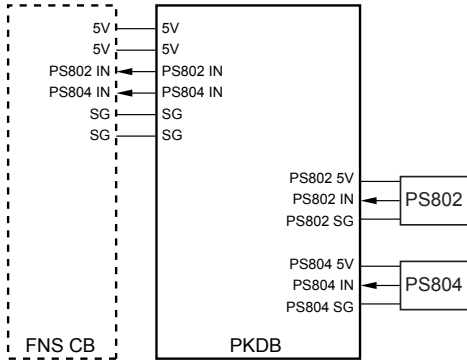 5V 5V
5V 5V
PS802 IN PS802 IN
PS804 IN PS804 IN
SG SG
SG SG
PS802 5V
PS802 IN PS802
PS802 SG
PS804 5V
PS804 IN PS804
PS804 SG
FNS CB PKDB